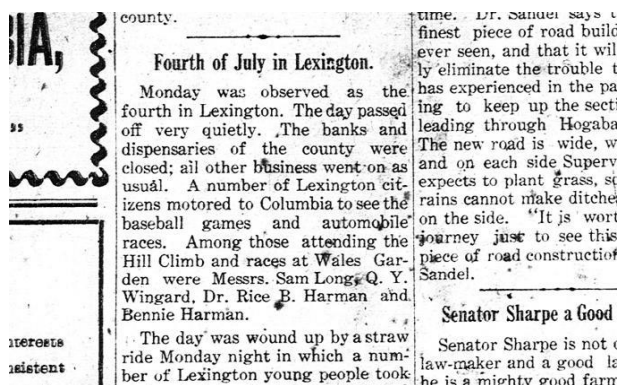 IA,
ss
nterests
nsistent
county.
Fourth of July in Lexington.
Monday was observed as the
fourth in Lexington. The day passed
off very quietly. The banks and
dispensaries of the county were
closed; ail other business went on as
usual. A number of Lexington cit-
izens motored to Columbia to see the
baseball games and automobile
races. Among those attending the
Hill Climb and races at Wales Gar-
den were Messrs. Sam Long, Q. Y.
Wingard, Dr. Rice B. Harman and
Bennie Harman.
The day was wound up by a straw
ride Monday night in which a num-
ber of Lexington young people took
time. Dr. Sandel says t
finest piece of road build
ever seen, and that it wil
ly eliminate the trouble t
has experienced in the pa
ing to keep up the secti
leading through Hogaba
The new road is wide, w
and on each side Superv
expects to plant grass, so
rains cannot make ditche
on the side. "It is wort
journey just to see this
piece of road constructio
Sandel.
Senator Sharpe a Good
Senator Sharpe is not o
law-maker and a good la
he is a mighty good farm